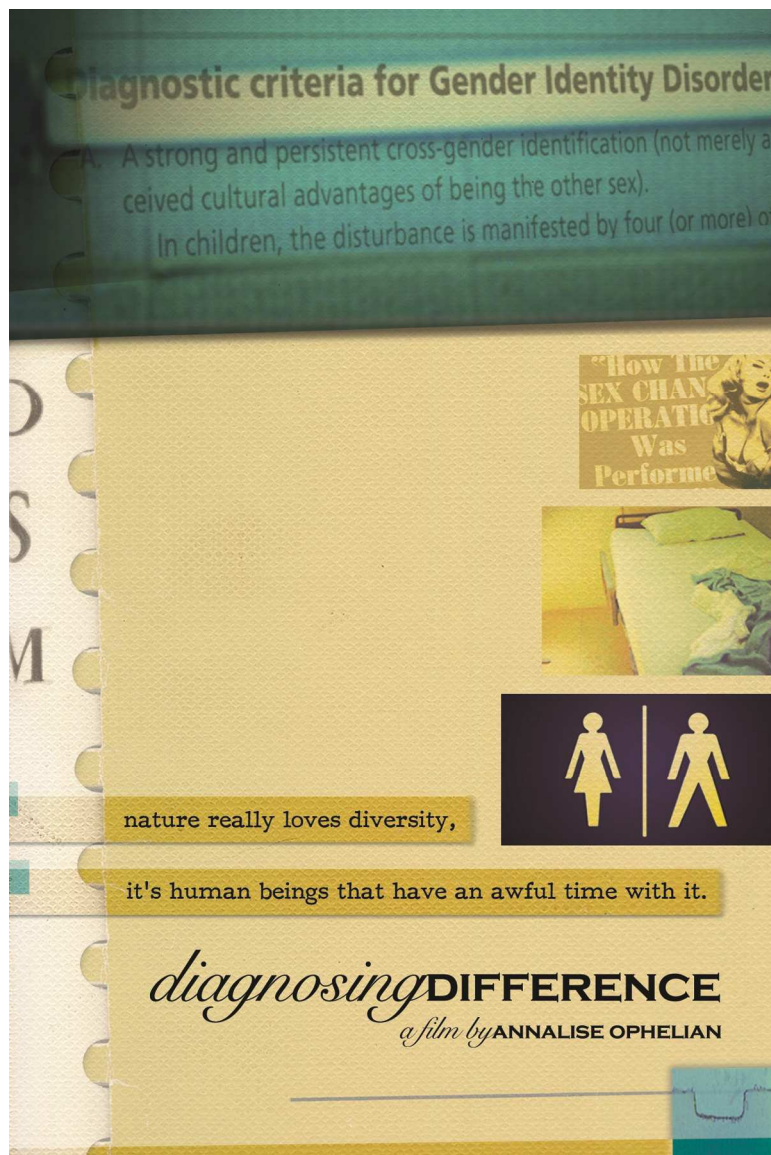 Diagnostic criteria for Gender Identity Disorder
A. A strong and persistent cross-gender identification (not merely a
ceived cultural advantages of being the other sex).
In children, the disturbance is manifested by four (or more) of
O
S
M
"How The
SEX CHAN
OPERATIO
Was
Performe
nature really loves diversity,
it's human beings that have an awful time with it.
diagnosingDIFFERENCE
a film by ANNALISE OPHELIAN